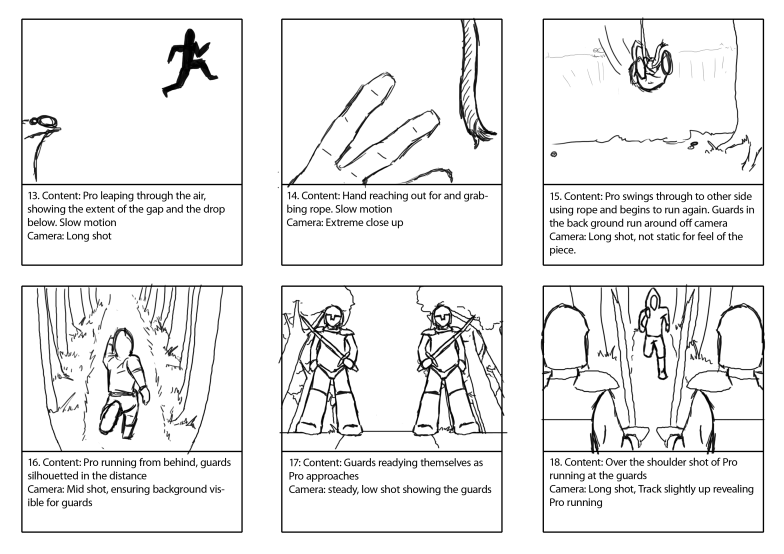 13. Content: Pro leaping through the air,
showing the extent of the gap and the drop
below. Slow motion
Camera: Long shot
14. Content: Hand reaching out for and grab-
bing rope. Slow motion
Camera: Extreme close up
15. Content: Pro swings through to other side
using rope and begins to run again. Guards in
the back ground run around off camera
Camera: Long shot, not static for feel of the
piece.
16. Content: Pro running from behind, guards
silhouetted in the distance
Camera: Mid shot, ensuring background vis-
ible for guards
17: Content: Guards readying themselves as
Pro approaches
Camera: steady, low shot showing the guards
18. Content: Over the shoulder shot of Pro
running at the guards
Camera: Long shot, Track slightly up revealing
Pro running